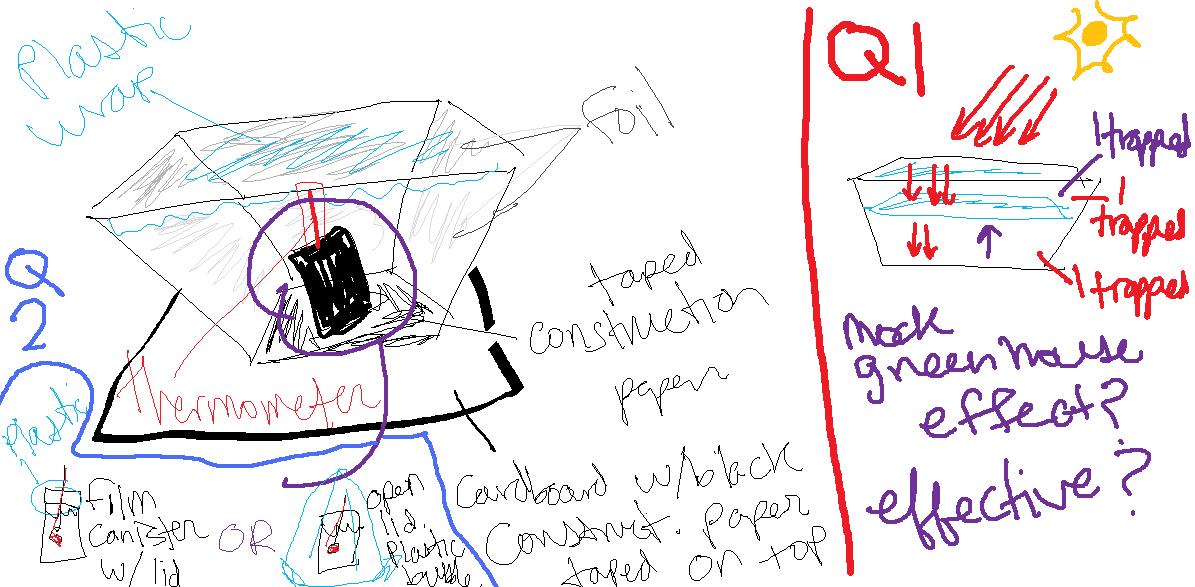 Plastic
wrap
Foil
taped
construction
paper
thermometer
Cardboard w/black
Construct. Paper
taped on top
Q
2
Plastic
film
canister
w/ lid
OR
open
lid.
Plastic
bubble.
Q1
1 trapped
1
trapped
1 trapped
mock
greenhouse
effect?
effective?